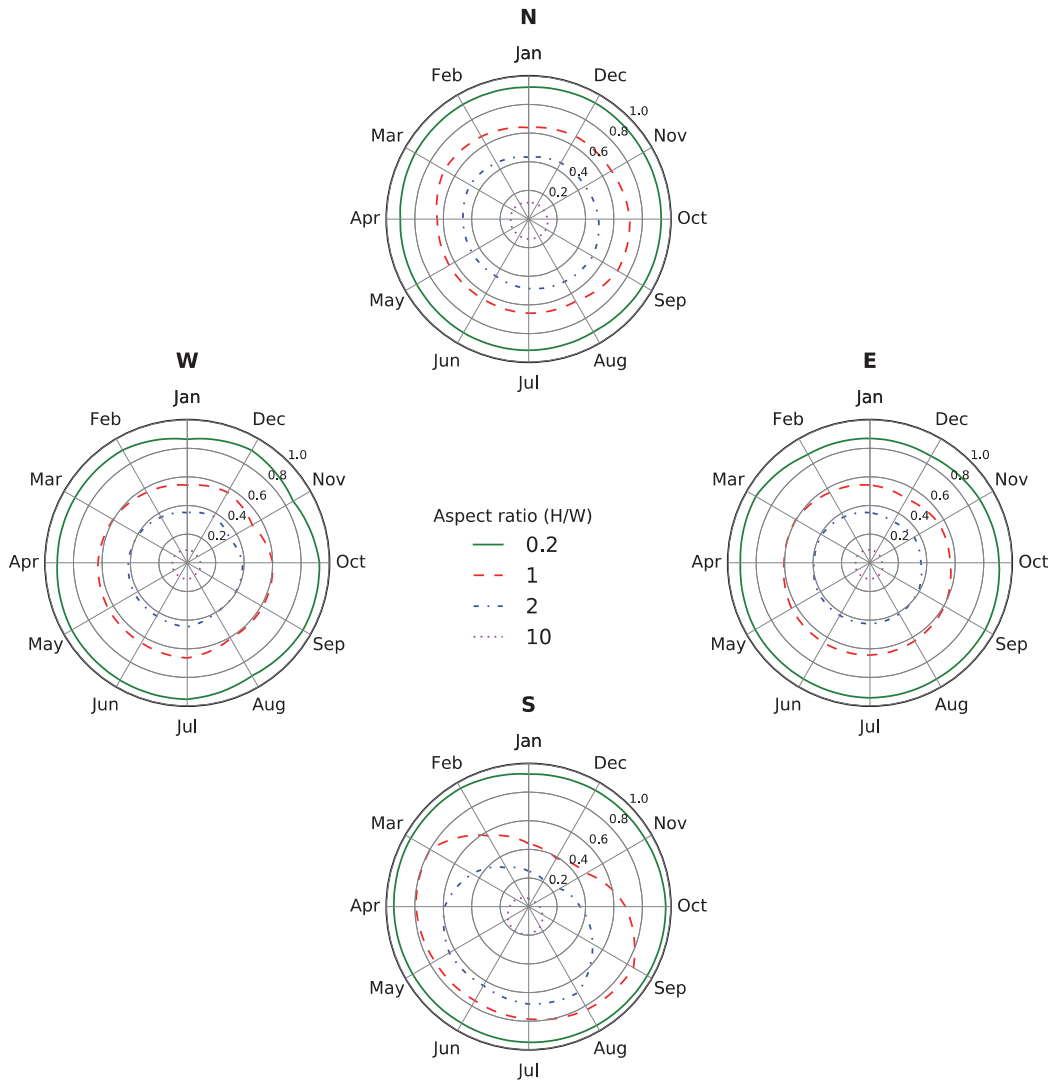 N
Jan
Feb
Dec
Mar
1.0
0.8
Nov
0.6
0.4
0.2
Apr
Oct
May
Sep
Jun
Aug
Jul
W
Jan
Feb
Dec
1.0
Mar
0.8
Nov
0.6
0.4
0.2
Apr
Oct
May
Sep
Jun
Aug
Jul
Aspect ratio (H/W)
0.2
1
2
10
E
Jan
Feb
Dec
1.0
Mar
0.8
Nov
0.6
0.4
0.2
Apr
Oct
May
Sep
Jun
Aug
Jul
S
Jan
Feb
Dec
1.0
Mar
0.8
Nov
0.6
0.4
0.2
Apr
Oct
May
Sep
Jun
Aug
Jul